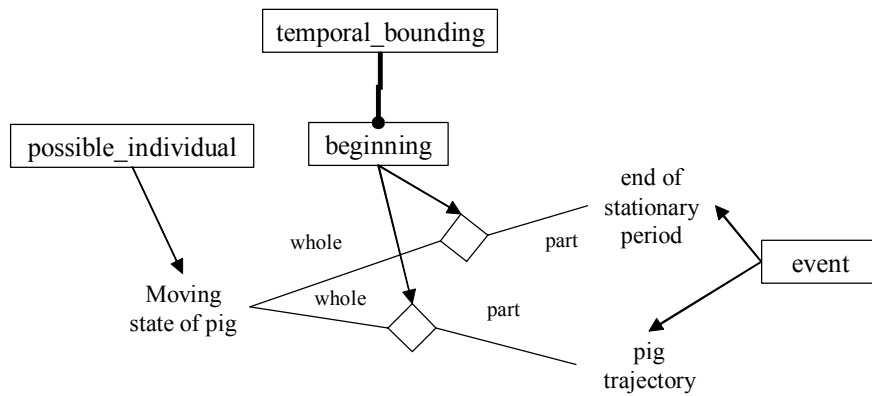 temporal_bounding
possible_individual
beginning
end of
stationary
period
whole
part
event
Moving
state of pig
whole
part
pig
trajectory